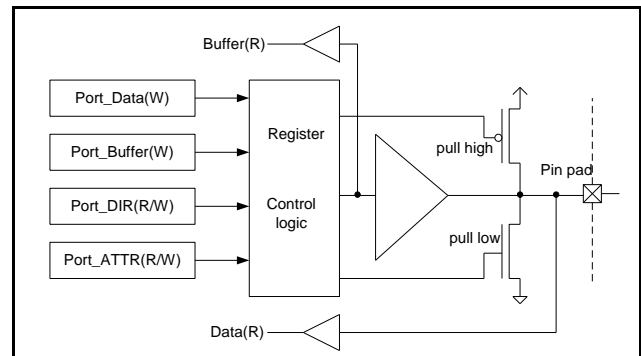 Buffer(R)
Port_Data(W)
Port_Buffer(W)
Port_DIR(R/W)
Port_ATTR(R/W)
Register
Control
logic
pull high
Pin pad
pull low
Data(R)